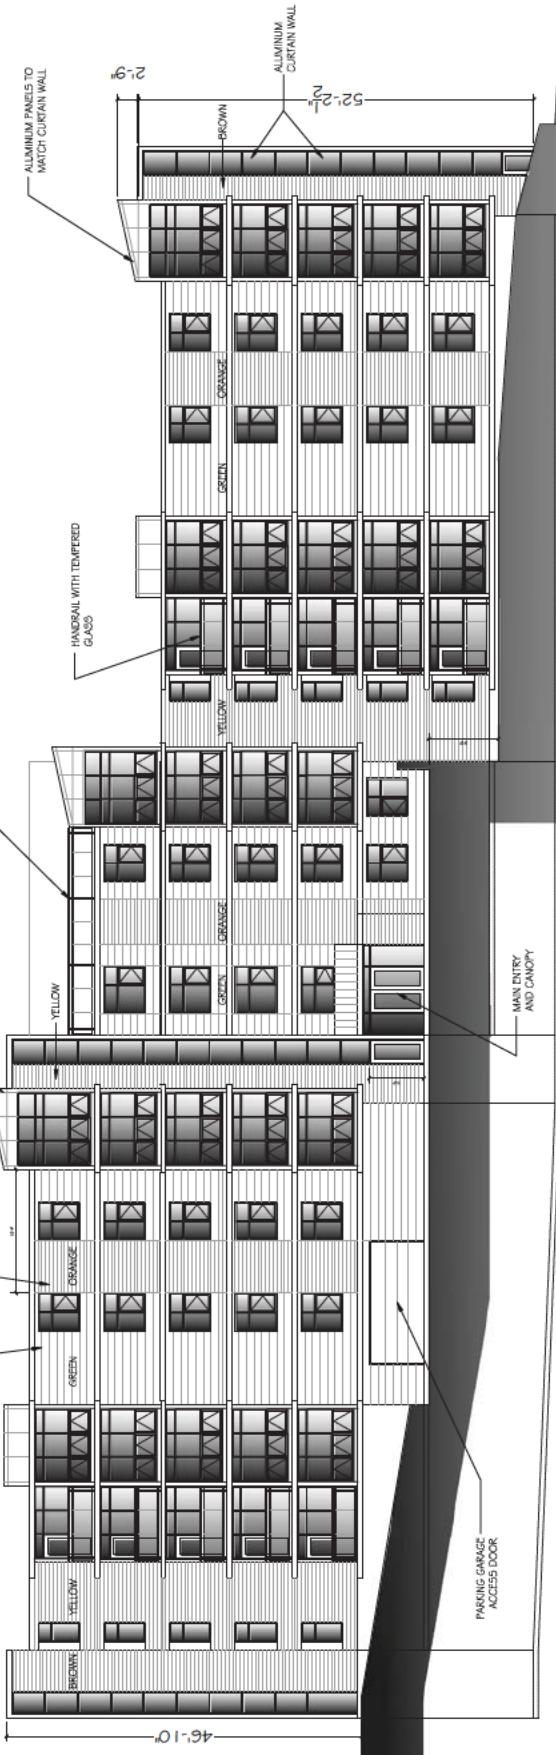 ALUMINUM PANELS TO
MATCH CURTAIN WALL
2'-9"
ALUMINUM
CURTAIN WALL
52'-2 1/2"
BROWN
ORANGE
GREEN
HANDRAIL WITH TEMPERED
GLASS
YELLOW
ORANGE
GREEN
YELLOW
MAIN ENTRY
AND CANOPY
ORANGE
GREEN
PARKING GARAGE
ACCESS DOOR
YELLOW
BROWN
46'-10"